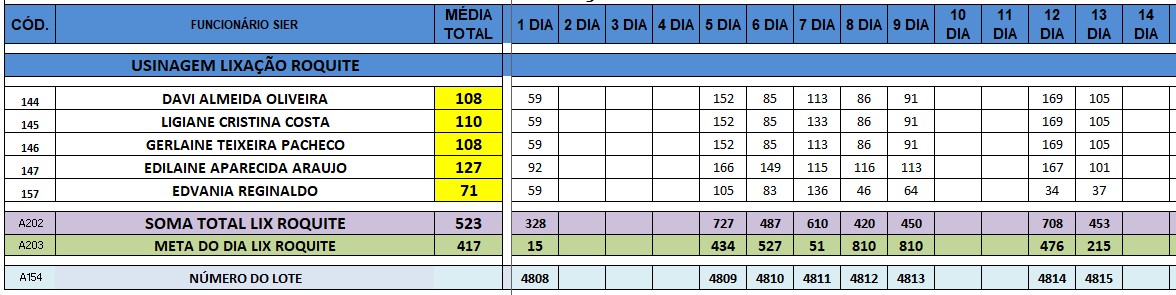 CÓD. FUNCIONÁRIO SIER MÉDIA TOTAL 1 DIA 2 DIA 3 DIA 4 DIA 5 DIA 6 DIA 7 DIA 8 DIA 9 DIA 10 DIA 11 DIA 12 DIA 13 DIA 14 DIA
USINAGEM LIXAÇÃO ROQUITE
144 DAVI ALMEIDA OLIVEIRA 108 59 152 85 113 86 91 169 105
145 LIGIANE CRISTINA COSTA 110 59 152 85 133 86 91 169 105
146 GERLAINE TEIXEIRA PACHECO 108 59 152 85 113 86 91 169 105
147 EDILAINE APARECIDA ARAUJO 127 92 166 149 115 116 113 167 101
157 EDVANIA REGINALDO 71 59 105 83 136 46 64 34 37
A202 SOMA TOTAL LIX ROQUITE 523 328 727 487 610 420 450 708 453
A203 META DO DIA LIX ROQUITE 417 15 434 527 51 810 810 476 215
A154 NÚMERO DO LOTE 4808 4809 4810 4811 4812 4813 4814 4815